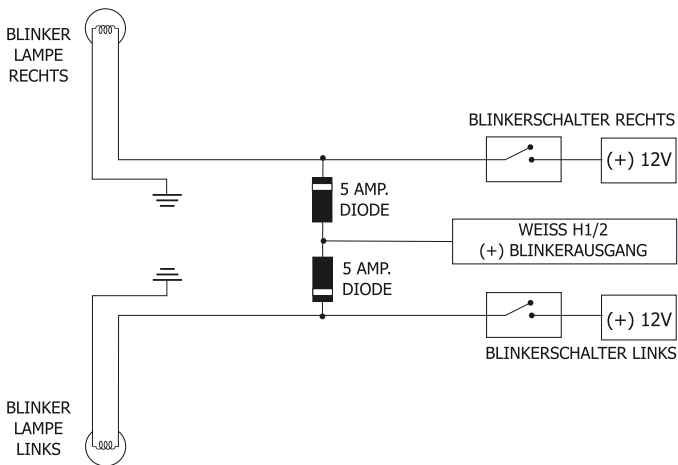 BLINKER
LAMPE
RECHTS
BLINKERSCHALTER RECHTS
(+) 12V
5 AMP.
DIODE
WEISS H1/2
(+) BLINKERAUSGANG
5 AMP.
DIODE
(+) 12V
BLINKERSCHALTER LINKS
BLINKER
LAMPE
LINKS